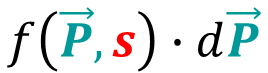 f(P⃗, s) · dP⃗